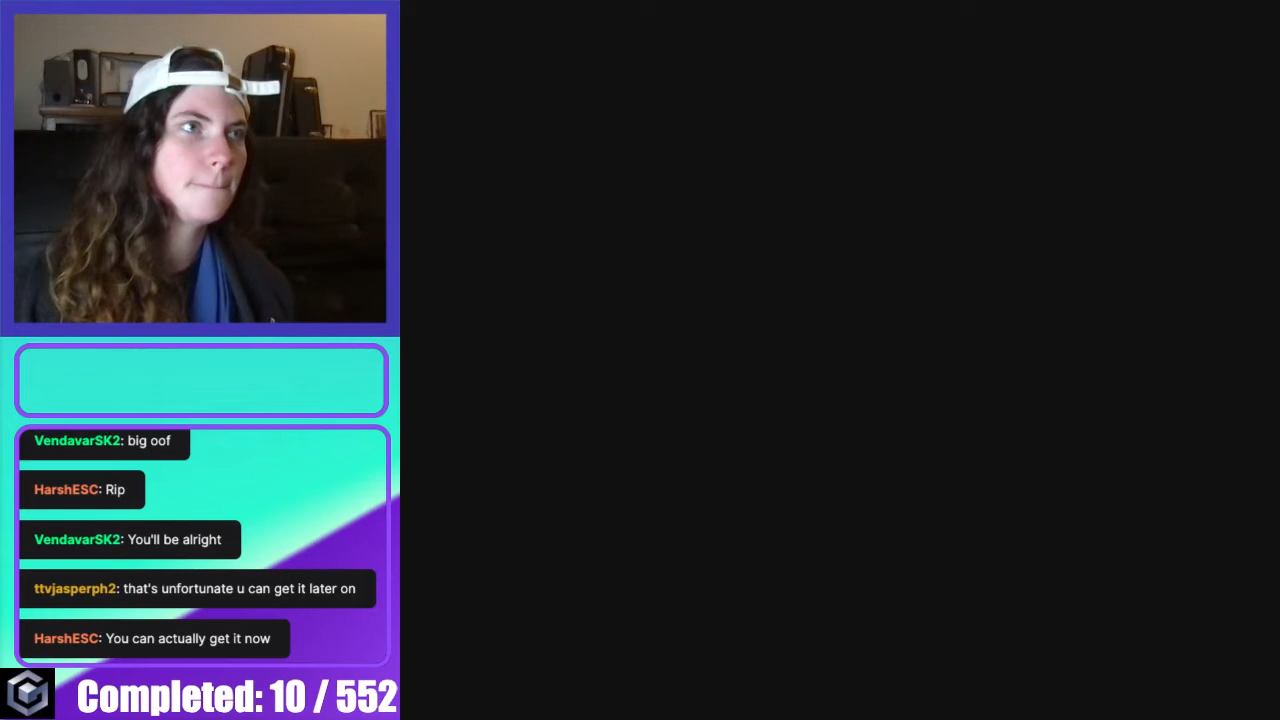 VendavarSK2: big oof
HarshESC: Rip
VendavarSK2: You'll be alright
ttvjasperph2: that's unfortunate u can get it later on
HarshESC: You can actually get it now
Completed: 10 / 552